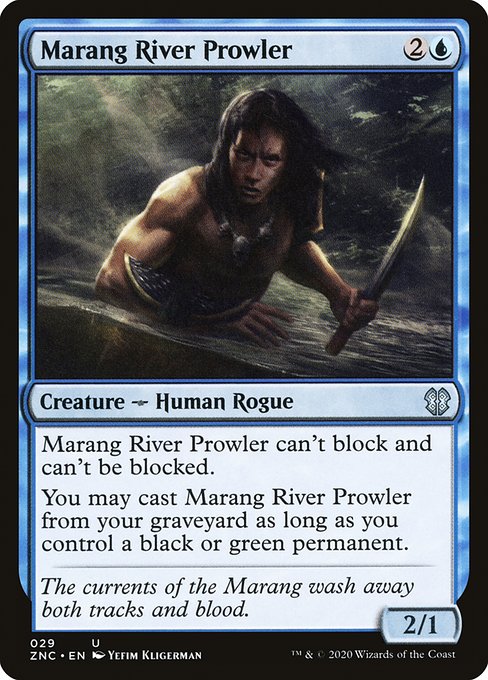 Marang River Prowler 2
Creature — Human Rogue
Marang River Prowler can't block and
can't be blocked.
You may cast Marang River Prowler
from your graveyard as long as you
control a black or green permanent.
The currents of the Marang wash away
both tracks and blood.
2/1
029 U
ZNC • EN Yefim Kligerman ™ & © 2020 Wizards of the Coast